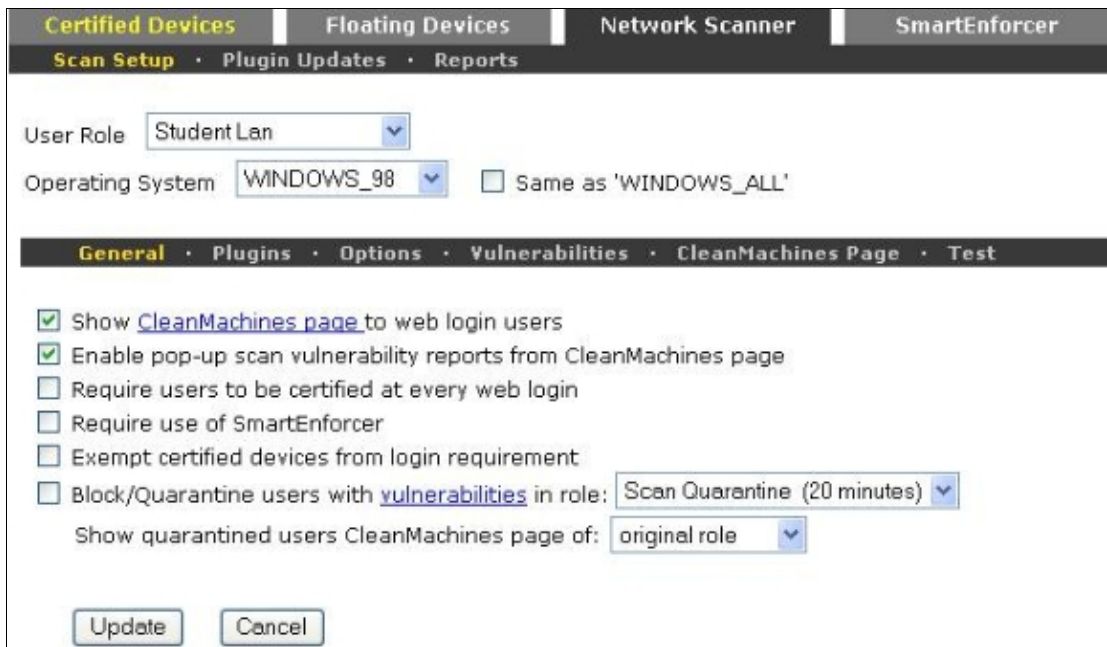 Certified Devices Floating Devices Network Scanner SmartEnforcer
Scan Setup · Plugin Updates · Reports
User Role Student Lan
Operating System WINDOWS_98 Same as 'WINDOWS_ALL'
General · Plugins · Options · Vulnerabilities · CleanMachines Page · Test
Show CleanMachines page to web login users
Enable pop-up scan vulnerability reports from CleanMachines page
Require users to be certified at every web login
Require use of SmartEnforcer
Exempt certified devices from login requirement
Block/Quarantine users with vulnerabilities in role: Scan Quarantine (20 minutes)
Show quarantined users CleanMachines page of: original role
Update Cancel